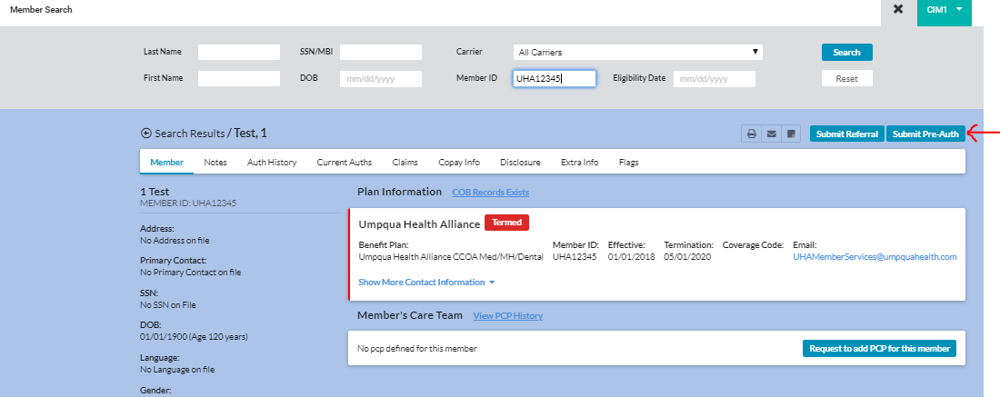 Member Search
CIM1
Last Name SSN/MBI Carrier All Carriers Search
First Name DOB mm/dd/yyyy Member ID UHA12345 Eligibility Date mm/dd/yyyy Reset
Search Results / Test, 1 Submit Referral Submit Pre-Auth
Member Notes Auth History Current Auths Claims Copay Info Disclosure Extra Info Flags
1 Test
MEMBER ID: UHA12345
Address:
No Address on file
Primary Contact:
No Primary Contact on file
SSN:
No SSN on File
DOB:
01/01/1900 (Age 120 years)
Language:
No Language on file
Gender:
Plan Information COB Records Exists
Umpqua Health Alliance Termed
Benefit Plan: Member ID: Effective: Termination: Coverage Code: Email:
Umpqua Health Alliance CCOA Med/MH/Dental UHA12345 01/01/2018 05/01/2020 UHAMemberServices@umpquahealth.com
Show More Contact Information
Member's Care Team View PCP History
No pcp defined for this member Request to add PCP for this member